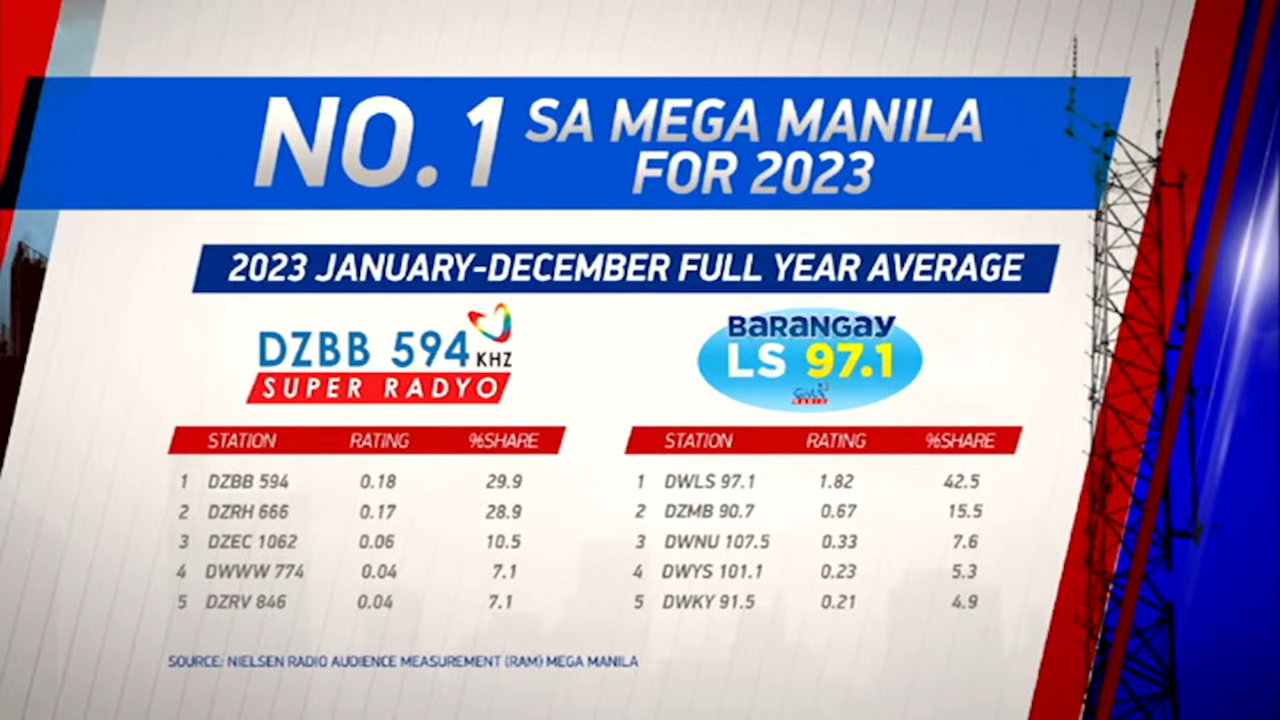 NO. 1 SA MEGA MANILA
FOR 2023
2023 JANUARY-DECEMBER FULL YEAR AVERAGE
DZBB 594 KHZ
SUPER RADYO
STATION RATING %SHARE
1 DZBB 594 0.18 29.9
2 DZRH 666 0.17 28.9
3 DZEC 1062 0.06 10.5
4 DWWW 774 0.04 7.1
5 DZRV 846 0.04 7.1
BARANGAY
LS 97.1
GMA
RADIO
STATION RATING %SHARE
1 DWLS 97.1 1.82 42.5
2 DZMB 90.7 0.67 15.5
3 DWNU 107.5 0.33 7.6
4 DWYS 101.1 0.23 5.3
5 DWKY 91.5 0.21 4.9
SOURCE: NIELSEN RADIO AUDIENCE MEASUREMENT (RAM) MEGA MANILA